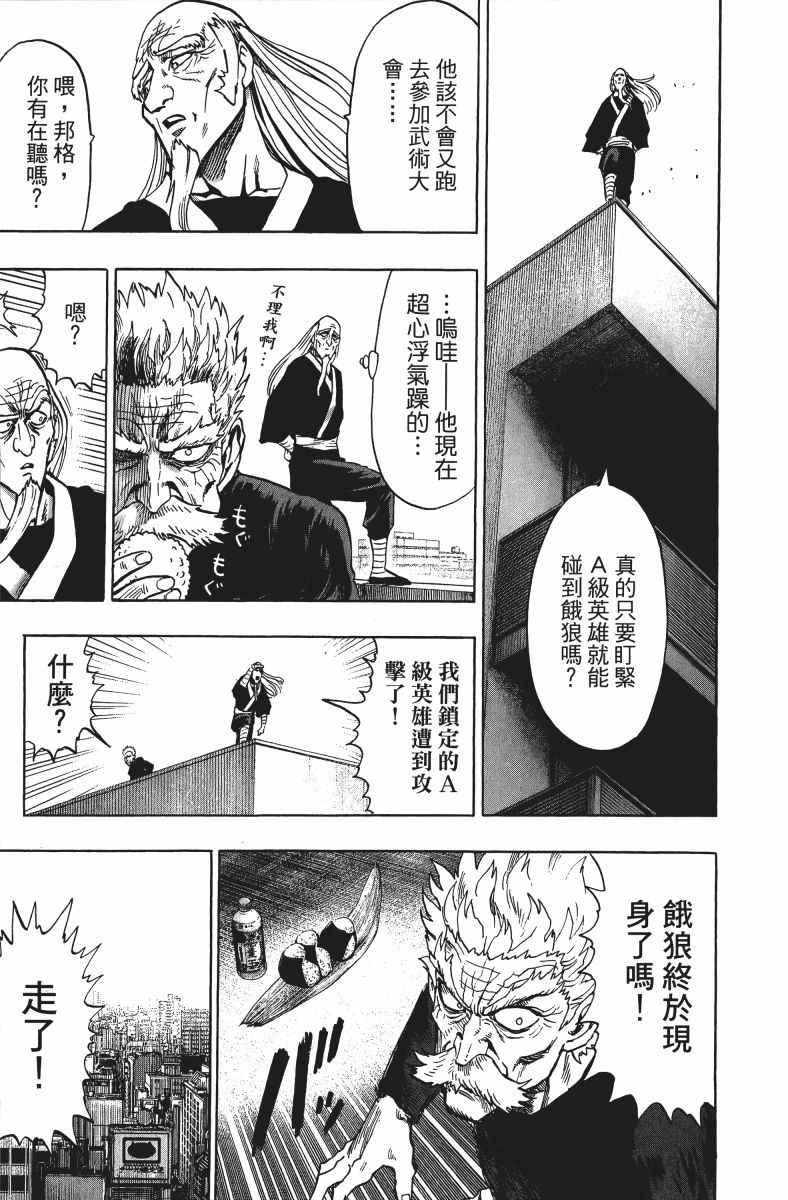 真的只要盯緊
Ａ級英雄就能
碰到餓狼嗎？
他該不會又跑
去參加武術大
會……
喂，邦格，
你有在聽嗎？
…嗚哇——他現在
超心浮氣躁的…
不理我啊…
もぐ
もぐ
嗯？
我們鎖定的Ａ
級英雄遭到攻
擊了！
什麼？
餓狼終於現
身了嗎！
バッ
走了！